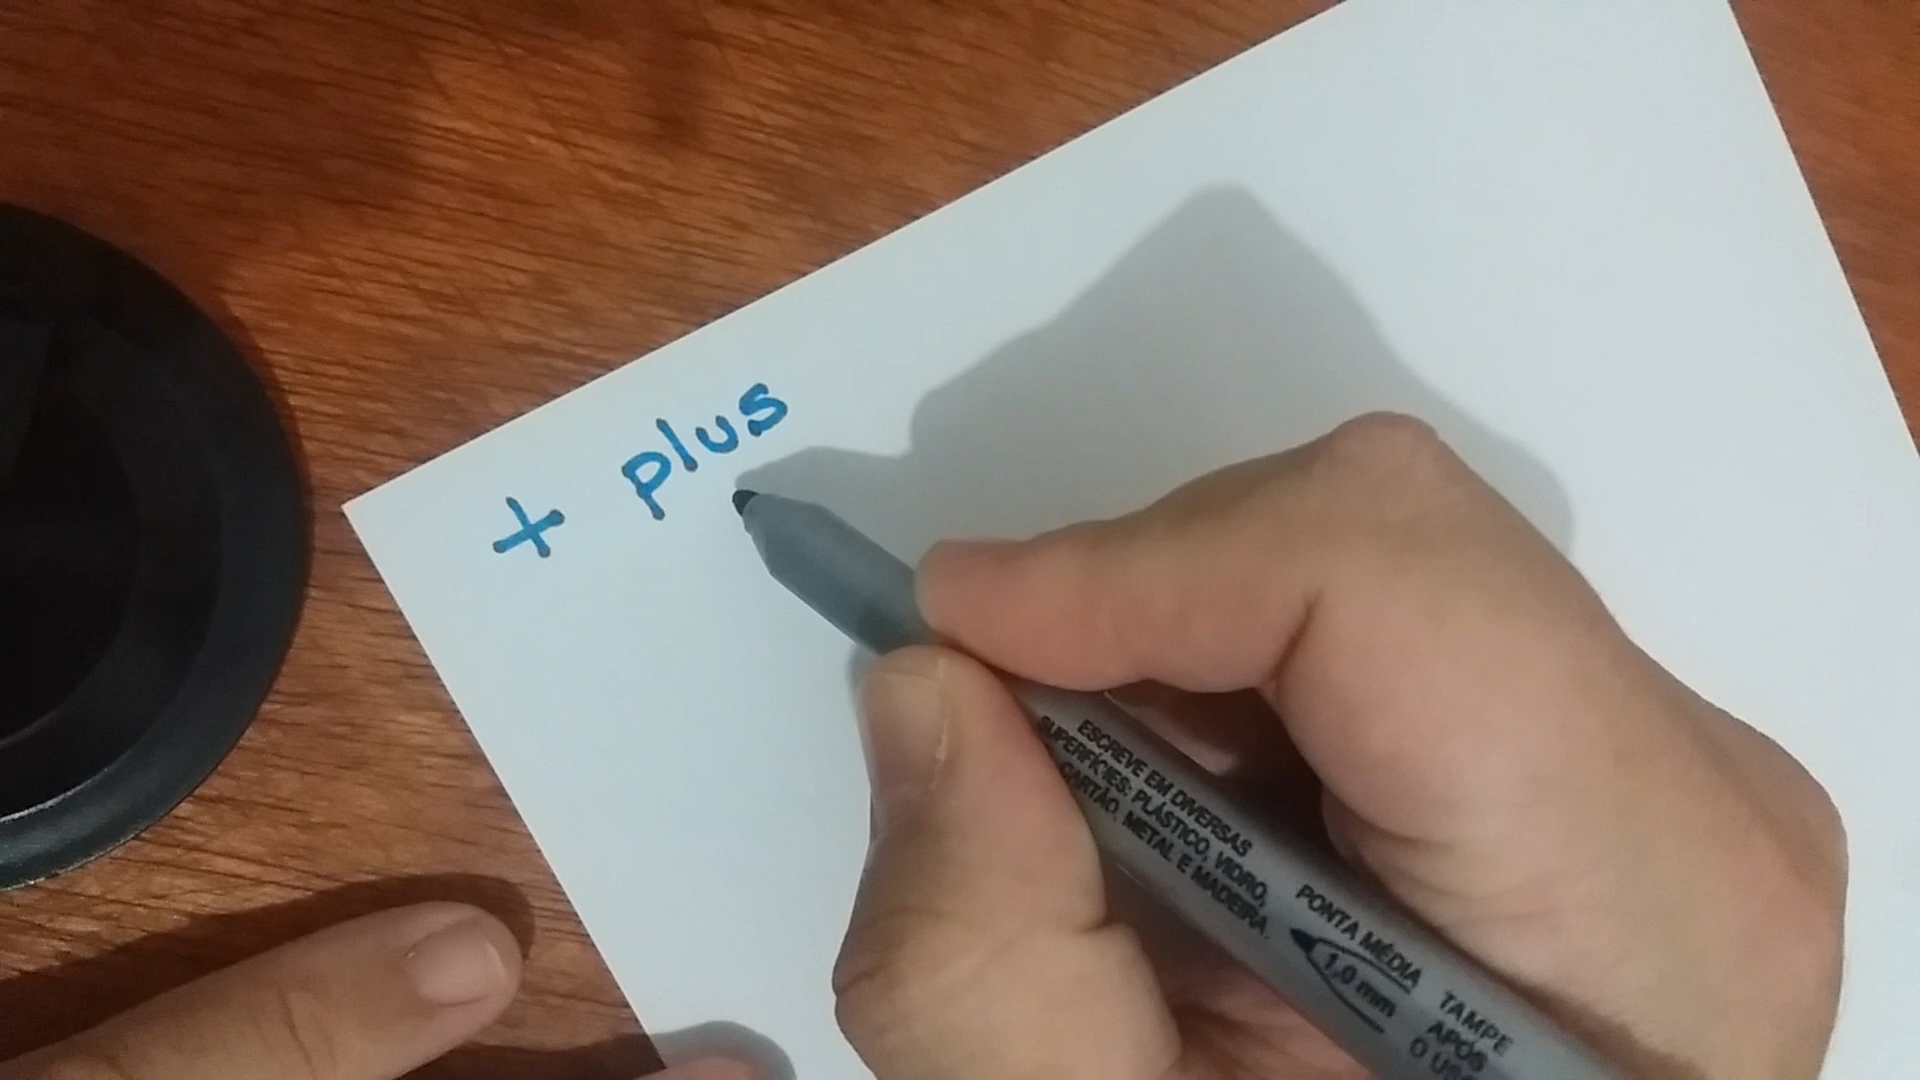 + plus
ESCREVE EM DIVERSAS
SUPERFÍCIES: PLÁSTICO, VIDRO,
CARTÃO, METAL E MADEIRA.
PONTA MÉDIA
1,0 mm
TAMPE
APÓS
O USO